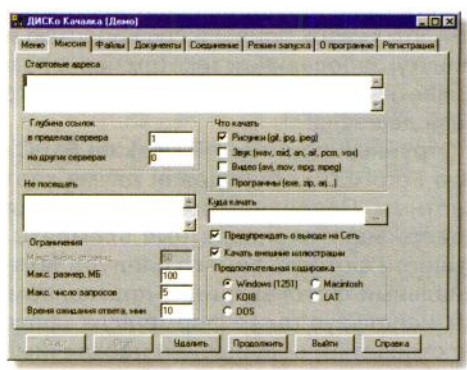 ДИСКо Качалка (Демо)
Меню Миссия Файлы Документы Соединение Режим запуска О программе Регистрация
Стартовые адреса
Глубина ссылок
в пределах сервера 1
на других серверах 0
Что качать
Рисунки (gif, jpg, jpeg)
Звук (wav, mid, an, aif, pcm, vox)
Видео (avi, mov, mpg, mpeg)
Программы (exe, zip, arj...)
Не посещать
Куда качать
...
Предупреждать о выходе на Сеть
Качать внешние иллюстрации
Ограничения
Макс. размер, МБ 100
Макс. число запросов 5
Время ожидания ответа, мин 10
Предпочтительная кодировка
Windows (1251) Macintosh
KOI8 LAT
DOS
Старт Стоп Удалить Продолжить Выйти Справка